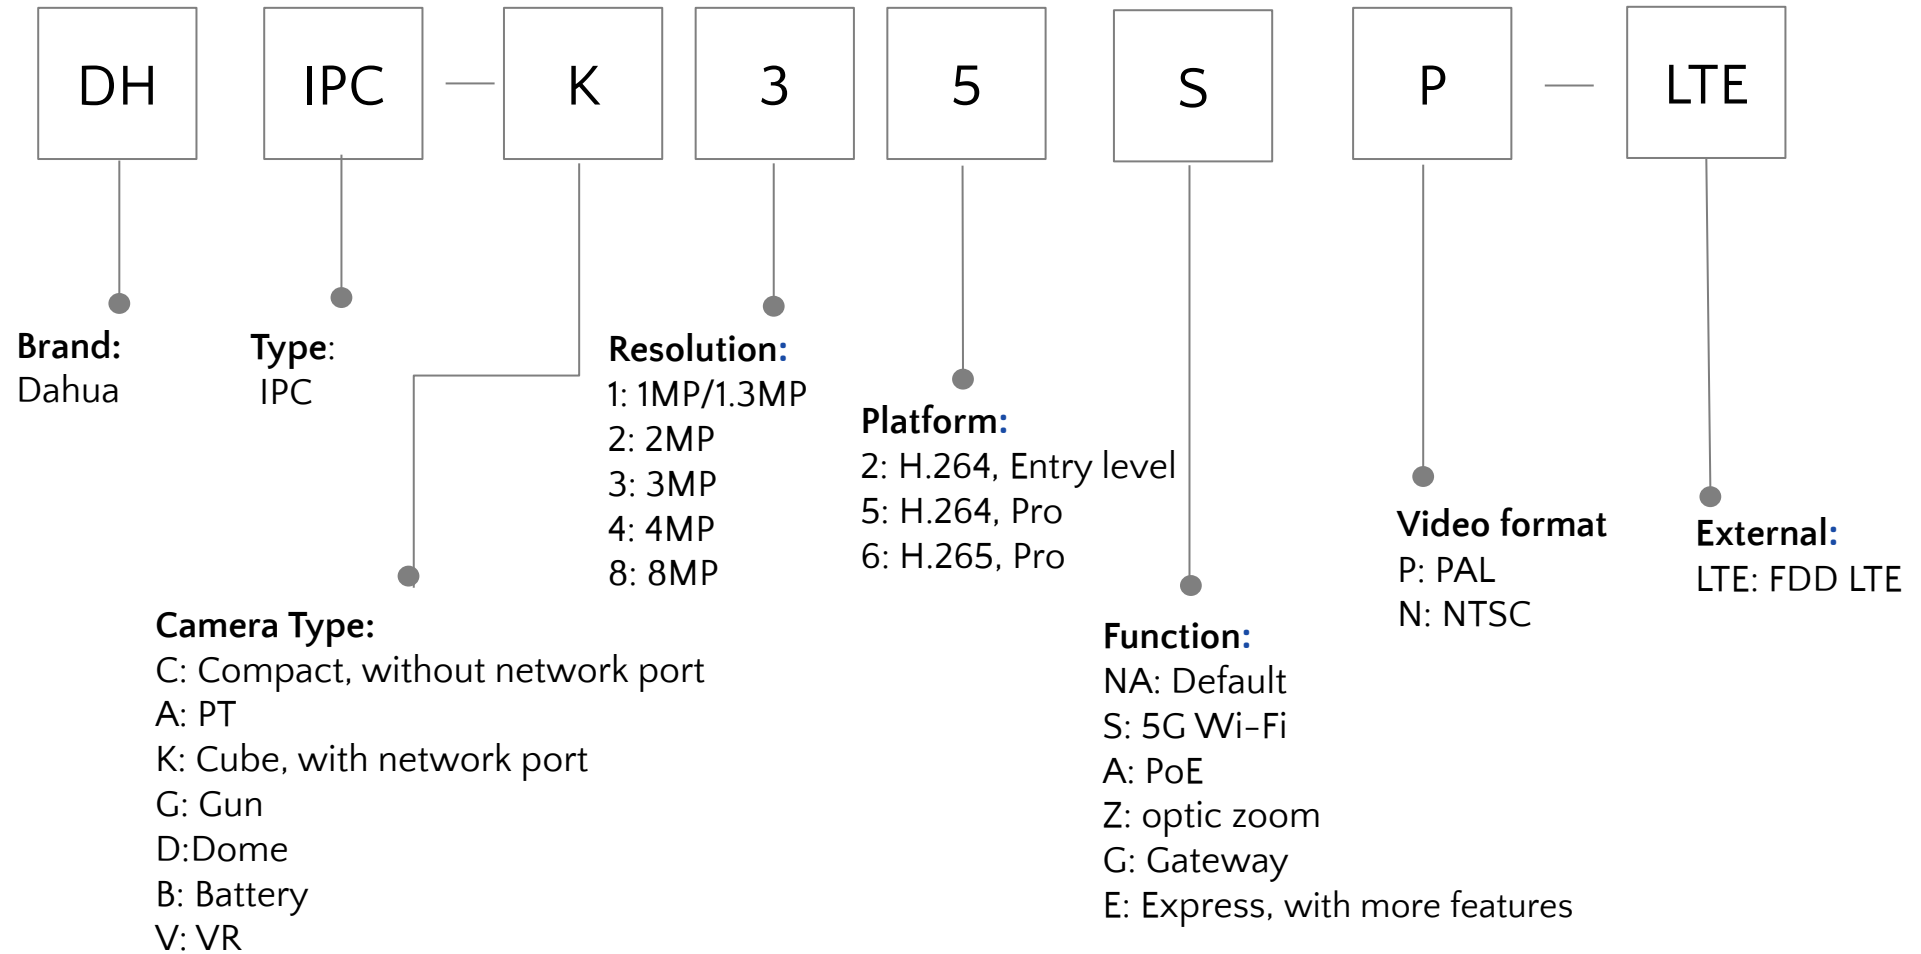 DH IPC — K 3 5 S P — LTE
Brand:
Dahua
Type:
IPC
Camera Type:
C: Compact, without network port
A: PT
K: Cube, with network port
G: Gun
D:Dome
B: Battery
V: VR
Resolution:
1: 1MP/1.3MP
2: 2MP
3: 3MP
4: 4MP
8: 8MP
Platform:
2: H.264, Entry level
5: H.264, Pro
6: H.265, Pro
Function:
NA: Default
S: 5G Wi-Fi
A: PoE
Z: optic zoom
G: Gateway
E: Express, with more features
Video format
P: PAL
N: NTSC
External:
LTE: FDD LTE